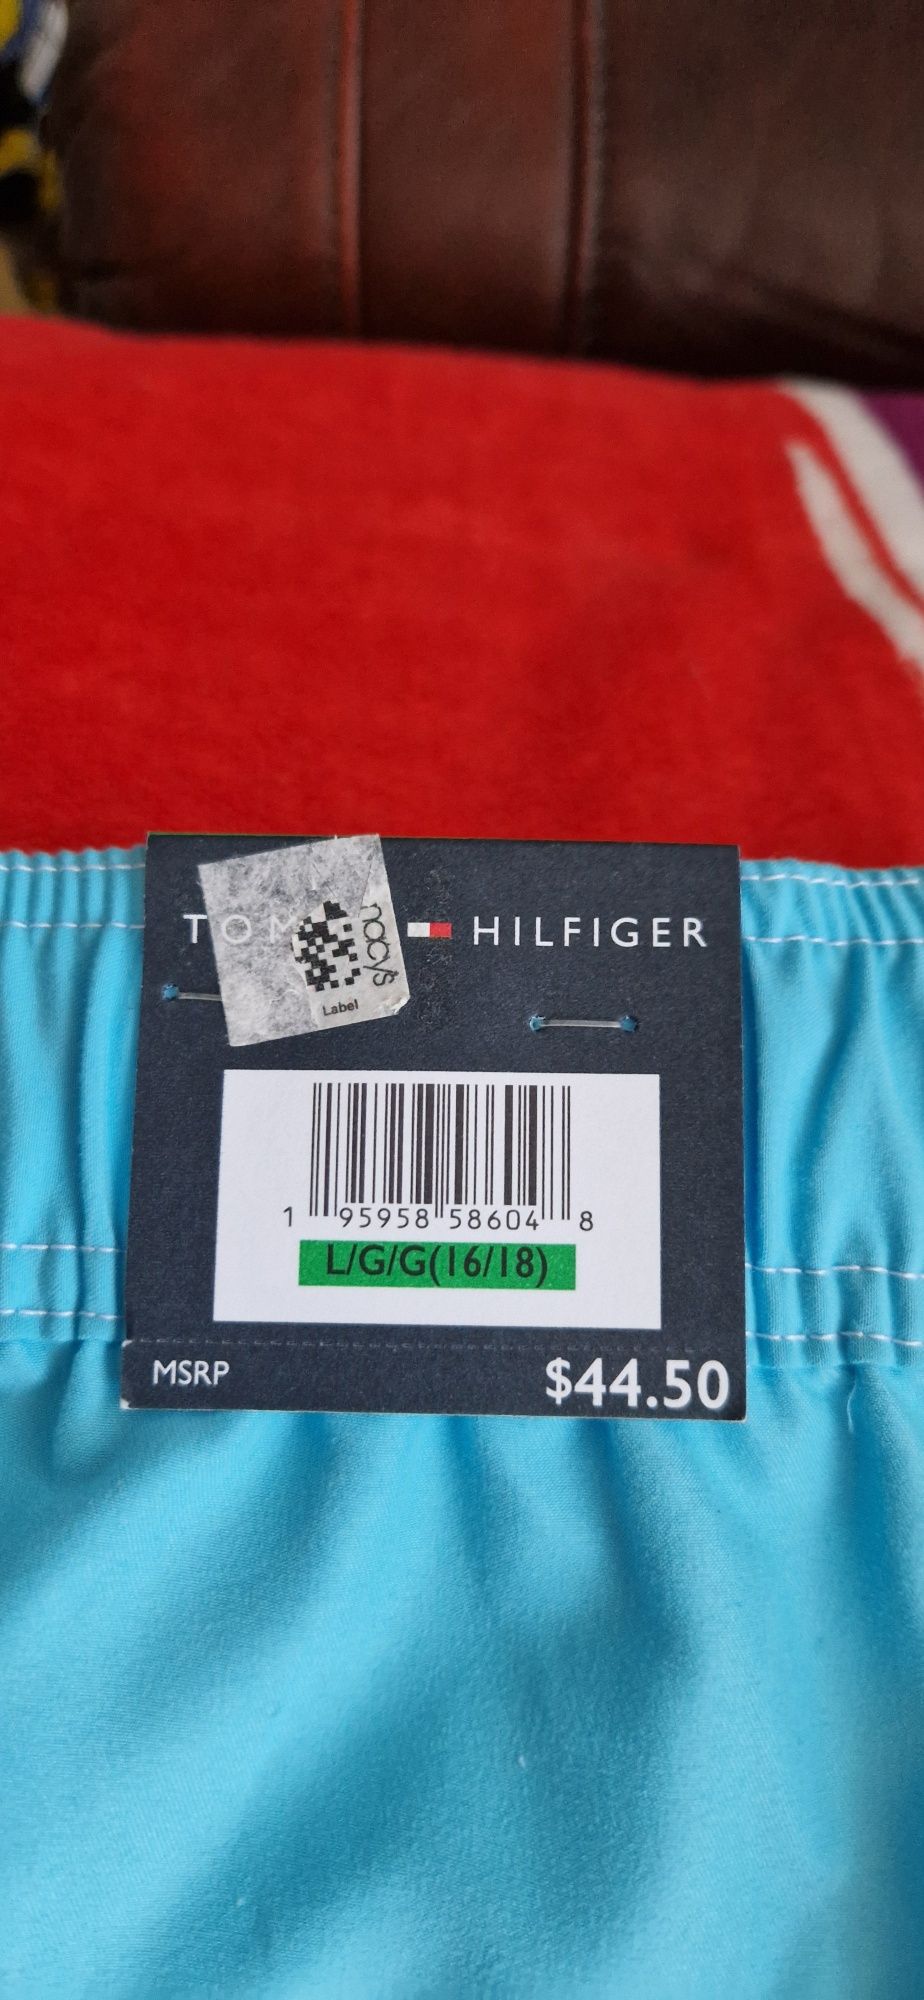 TOM HILFIGER
macy's
Label
1 95958 58604 8
L/G/G(16/18)
MSRP $44.50